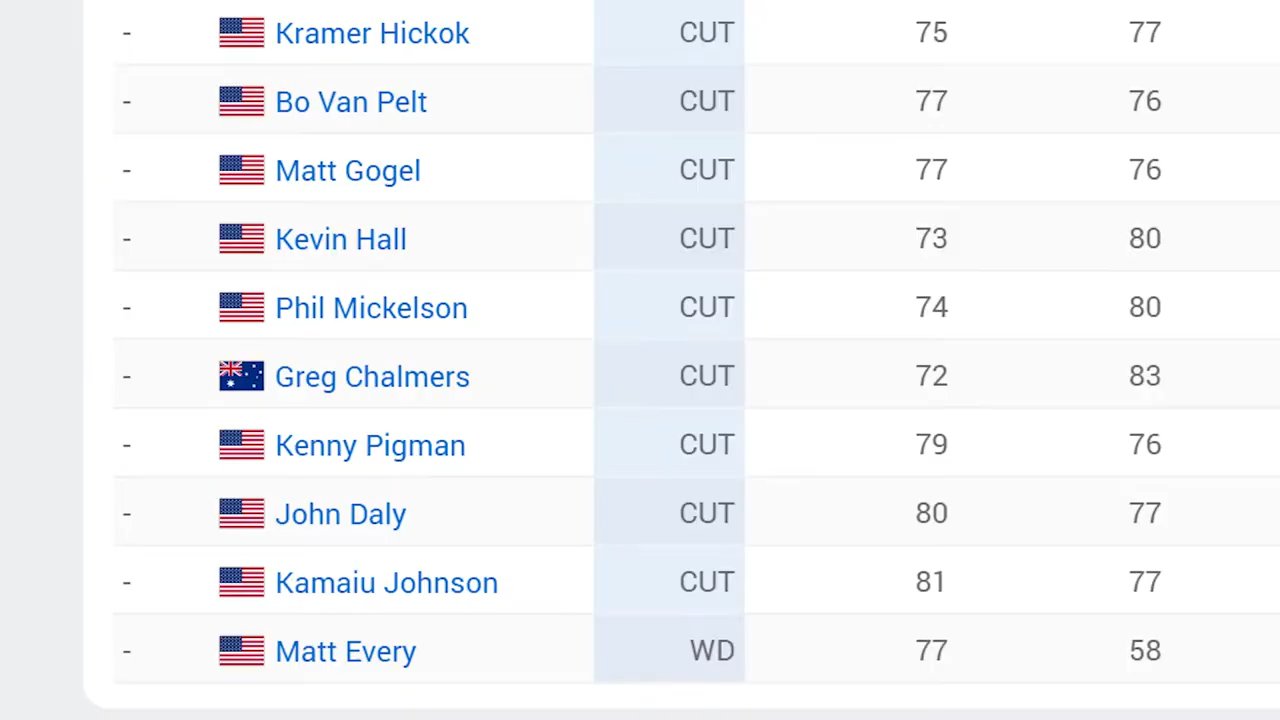 - Kramer Hickok CUT 75 77
- Bo Van Pelt CUT 77 76
- Matt Gogel CUT 77 76
- Kevin Hall CUT 73 80
- Phil Mickelson CUT 74 80
- Greg Chalmers CUT 72 83
- Kenny Pigman CUT 79 76
- John Daly CUT 80 77
- Kamaiu Johnson CUT 81 77
- Matt Every WD 77 58